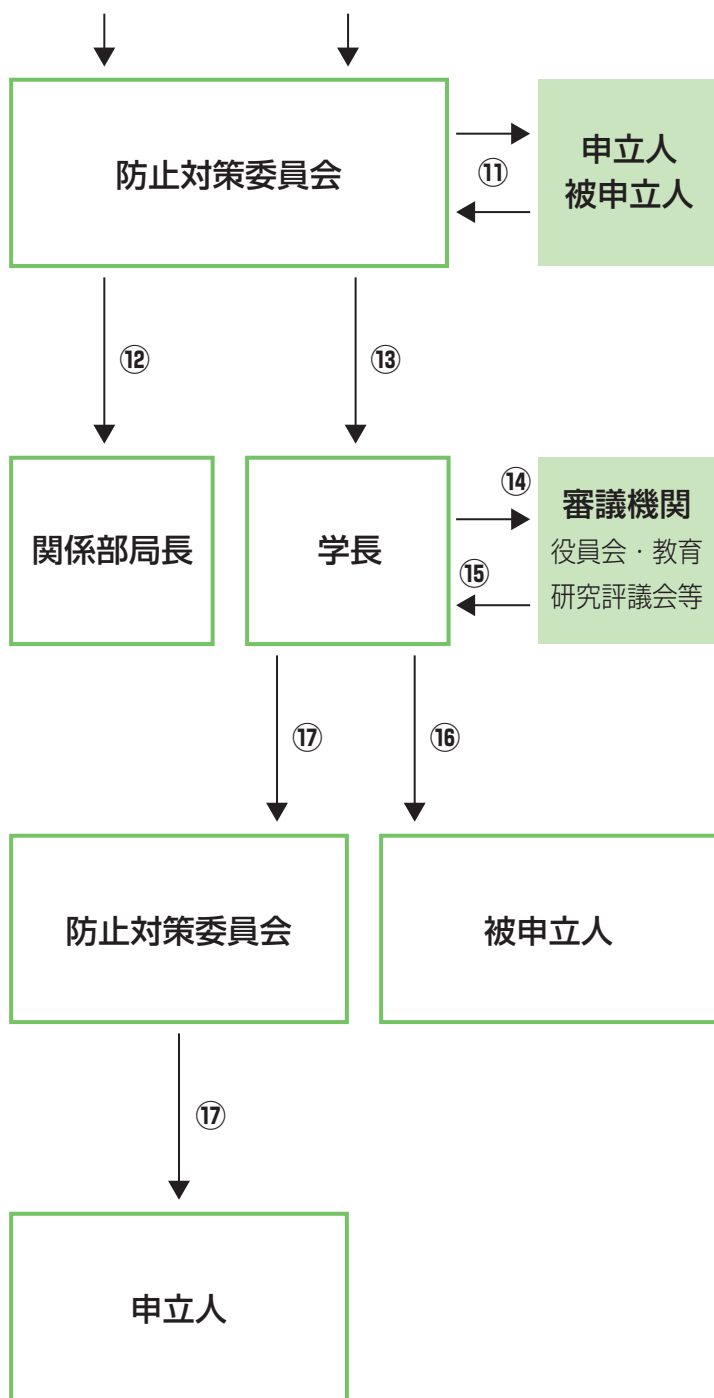 防止対策委員会
⑪
申立人
被申立人
⑫
⑬
関係部局長
学長
⑭
⑮
審議機関
役員会・教育
研究評議会等
⑰
⑯
防止対策委員会
被申立人
⑰
申立人